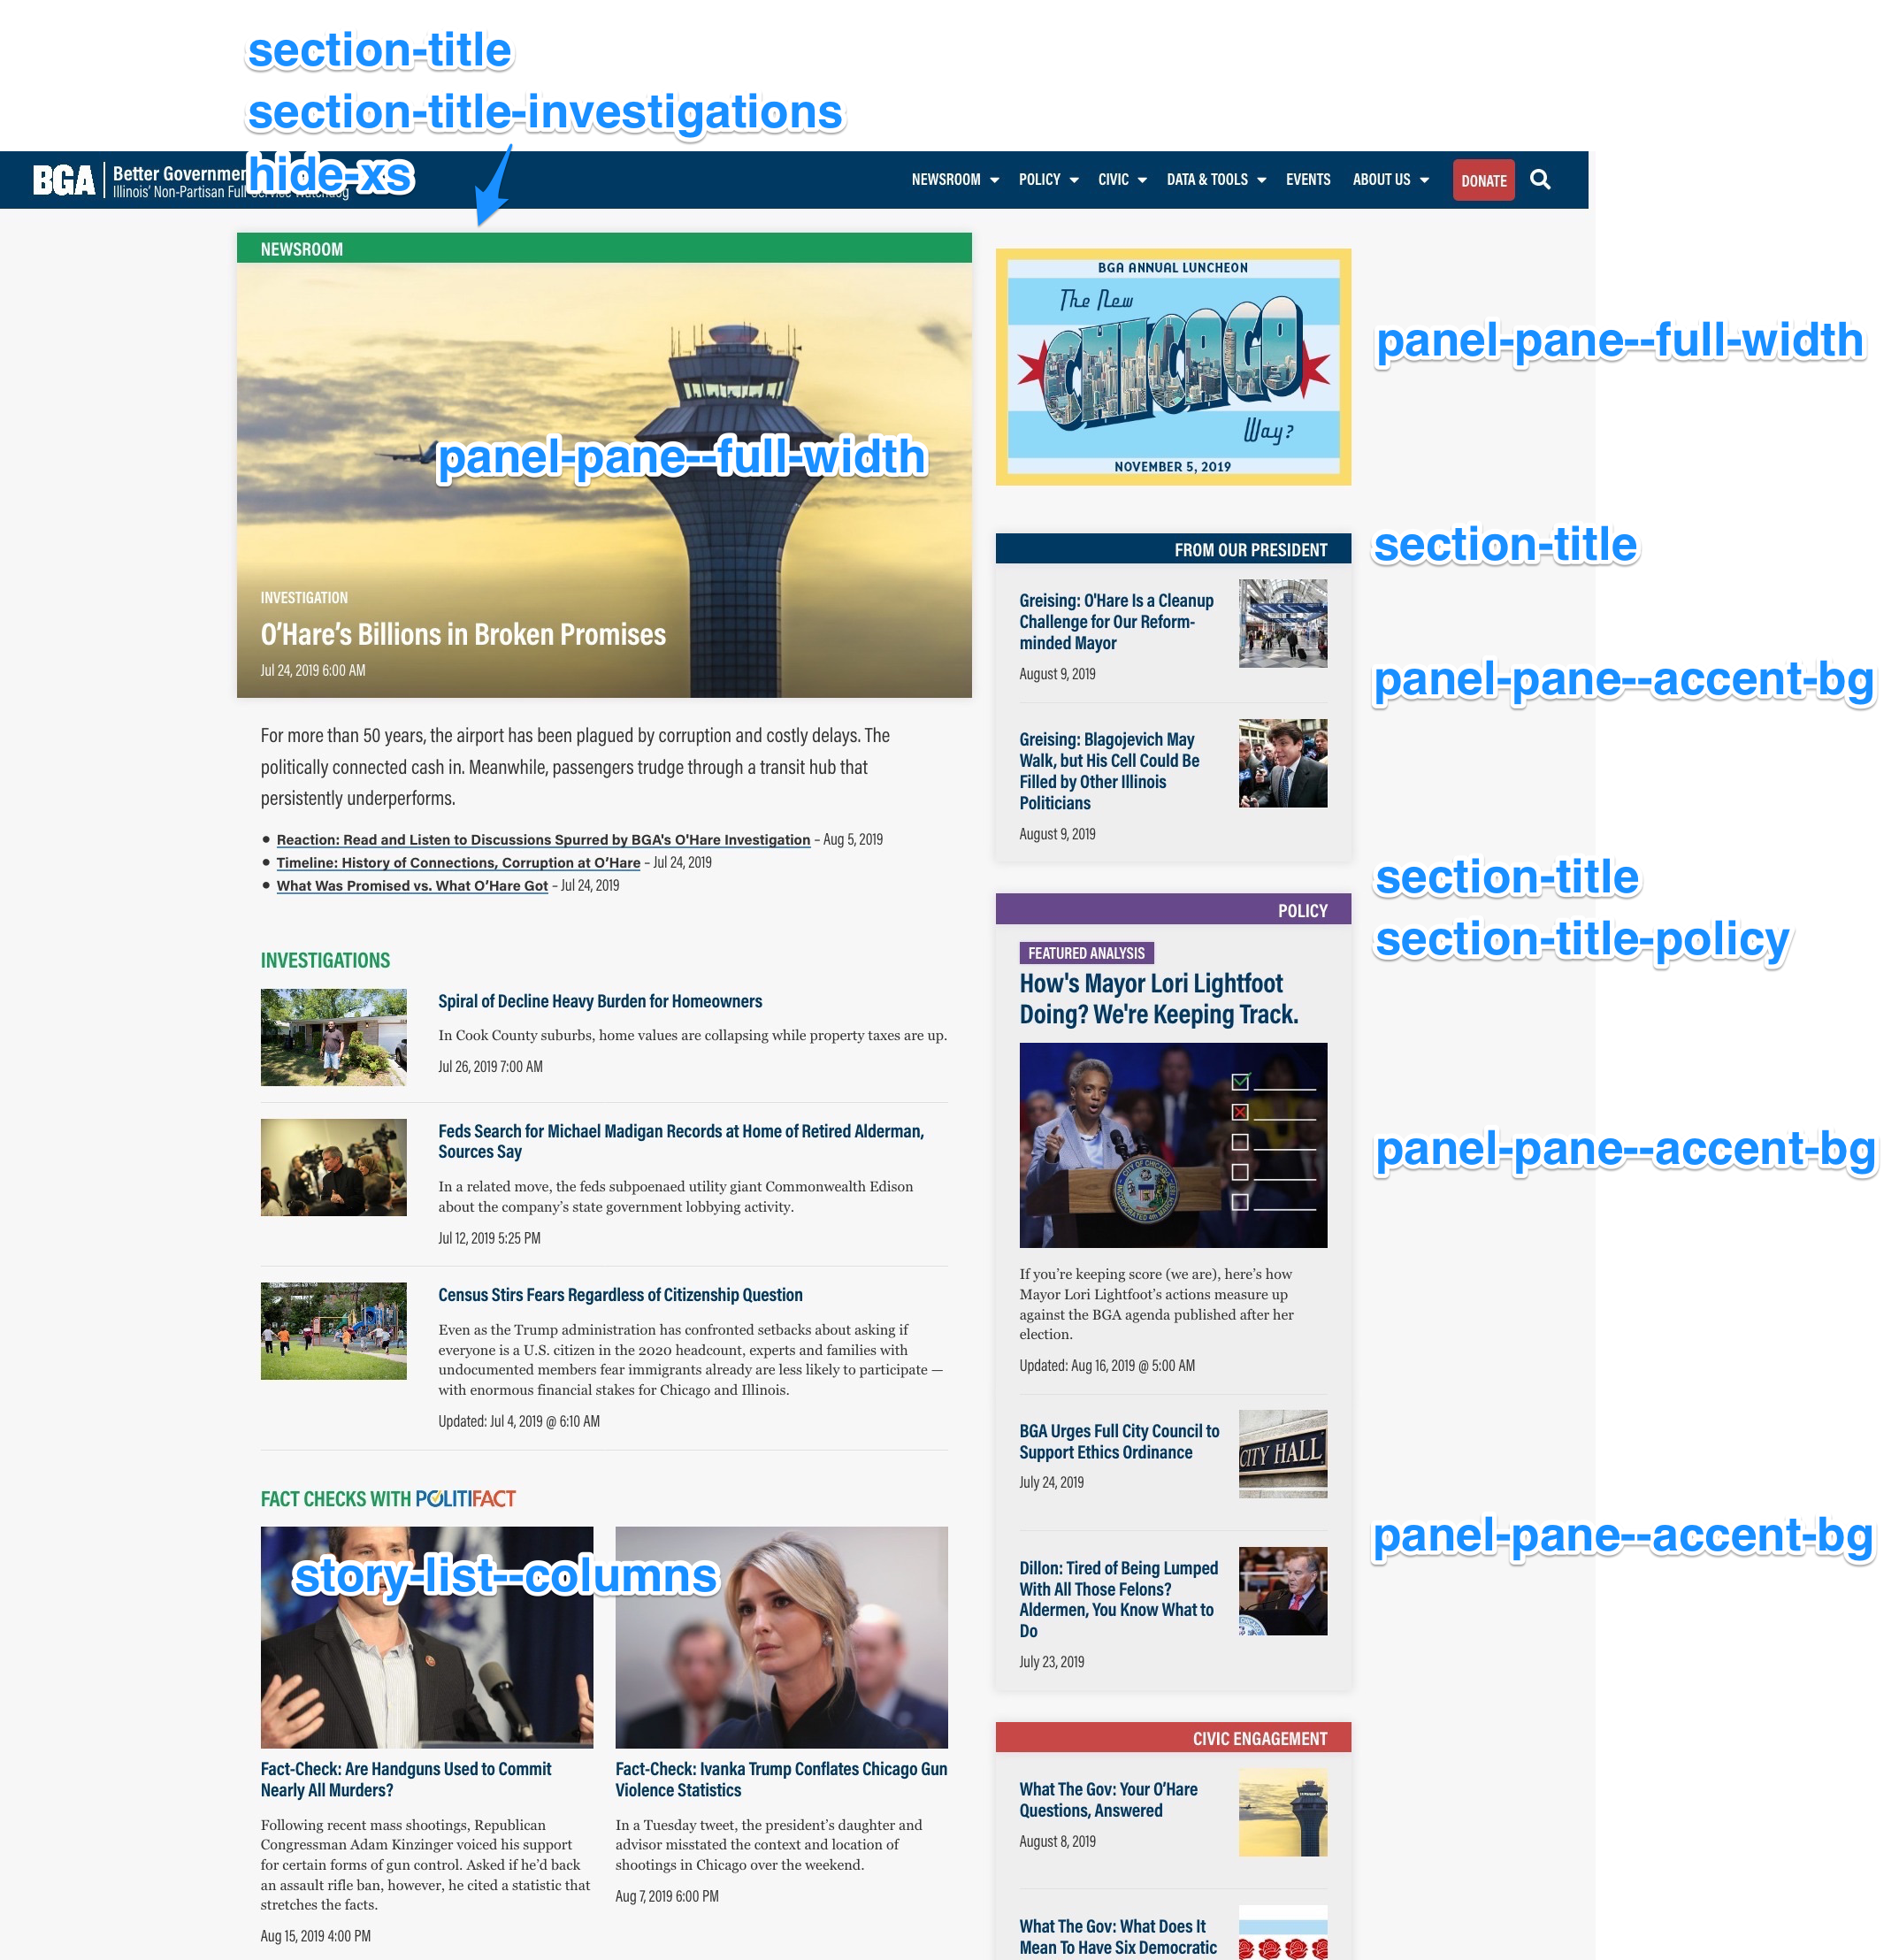 section-title
section-title-investigations
hide-xs
BGA
Better Governmen
Illinois' Non-Partisan Full Service Watchdog
NEWSROOM
POLICY
CIVIC
DATA & TOOLS
EVENTS
ABOUT US
DONATE
NEWSROOM
panel-pane--full-width
INVESTIGATION
O'Hare's Billions in Broken Promises
Jul 24, 2019 6:00 AM
For more than 50 years, the airport has been plagued by corruption and costly delays. The
politically connected cash in. Meanwhile, passengers trudge through a transit hub that
persistently underperforms.
• Reaction: Read and Listen to Discussions Spurred by BGA's O'Hare Investigation – Aug 5, 2019
• Timeline: History of Connections, Corruption at O'Hare – Jul 24, 2019
• What Was Promised vs. What O'Hare Got – Jul 24, 2019
INVESTIGATIONS
Spiral of Decline Heavy Burden for Homeowners
In Cook County suburbs, home values are collapsing while property taxes are up.
Jul 26, 2019 7:00 AM
Feds Search for Michael Madigan Records at Home of Retired Alderman,
Sources Say
In a related move, the feds subpoenaed utility giant Commonwealth Edison
about the company's state government lobbying activity.
Jul 12, 2019 5:25 PM
Census Stirs Fears Regardless of Citizenship Question
Even as the Trump administration has confronted setbacks about asking if
everyone is a U.S. citizen in the 2020 headcount, experts and families with
undocumented members fear immigrants already are less likely to participate —
with enormous financial stakes for Chicago and Illinois.
Updated: Jul 4, 2019 @ 6:10 AM
FACT CHECKS WITH POLITIFACT
story-list--columns
Fact-Check: Are Handguns Used to Commit
Nearly All Murders?
Following recent mass shootings, Republican
Congressman Adam Kinzinger voiced his support
for certain forms of gun control. Asked if he'd back
an assault rifle ban, however, he cited a statistic that
stretches the facts.
Aug 15, 2019 4:00 PM
Fact-Check: Ivanka Trump Conflates Chicago Gun
Violence Statistics
In a Tuesday tweet, the president's daughter and
advisor misstated the context and location of
shootings in Chicago over the weekend.
Aug 7, 2019 6:00 PM
BGA ANNUAL LUNCHEON
The New
CHICAGO
Way?
NOVEMBER 5, 2019
panel-pane--full-width
FROM OUR PRESIDENT
section-title
Greising: O'Hare Is a Cleanup
Challenge for Our Reform-
minded Mayor
August 9, 2019
panel-pane--accent-bg
Greising: Blagojevich May
Walk, but His Cell Could Be
Filled by Other Illinois
Politicians
August 9, 2019
section-title
section-title-policy
POLICY
FEATURED ANALYSIS
How's Mayor Lori Lightfoot
Doing? We're Keeping Track.
CITY OF CHICAGO
INCORPORATED 4th MARCH
panel-pane--accent-bg
If you're keeping score (we are), here's how
Mayor Lori Lightfoot's actions measure up
against the BGA agenda published after her
election.
Updated: Aug 16, 2019 @ 5:00 AM
BGA Urges Full City Council to
Support Ethics Ordinance
July 24, 2019
CITY HALL
panel-pane--accent-bg
Dillon: Tired of Being Lumped
With All Those Felons?
Aldermen, You Know What to
Do
July 23, 2019
CIVIC ENGAGEMENT
What The Gov: Your O'Hare
Questions, Answered
August 8, 2019
What The Gov: What Does It
Mean To Have Six Democratic